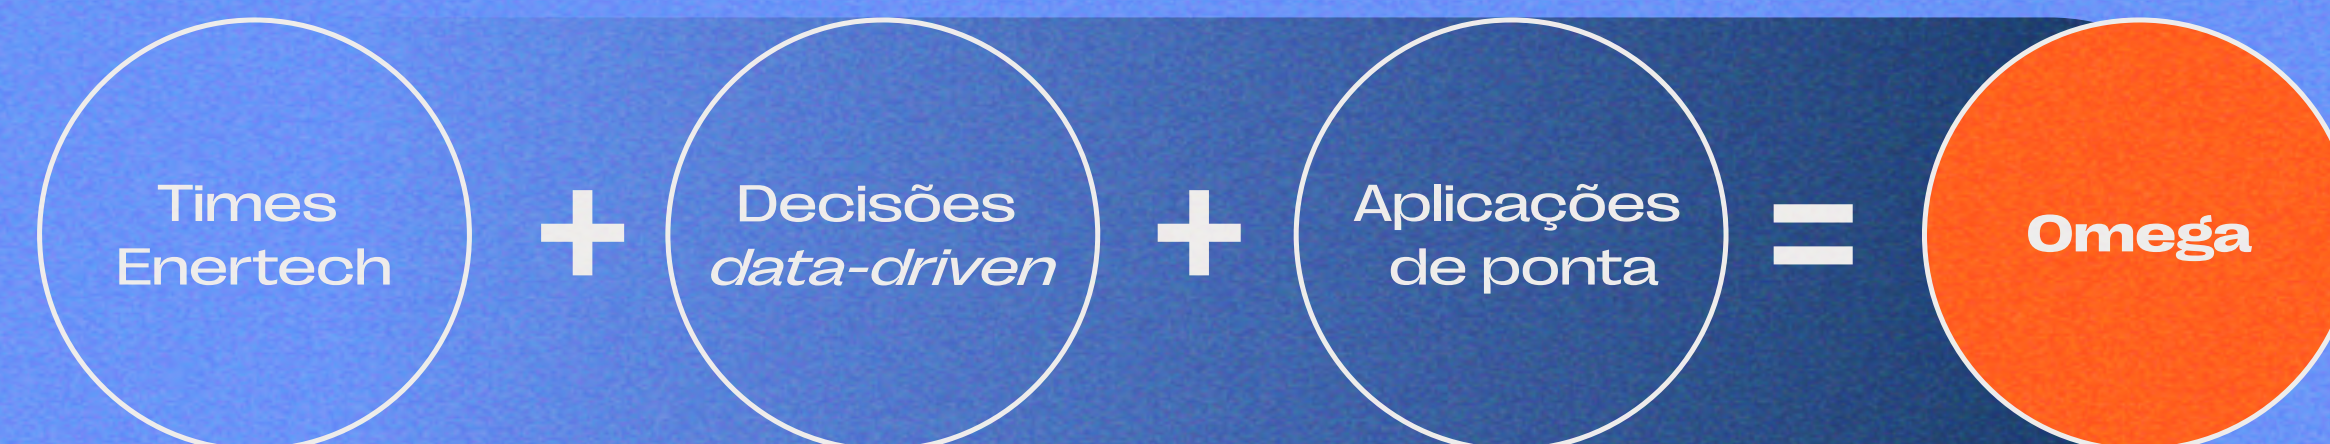 Times
Enertech
+
Decisões
data-driven
+
Aplicações
de ponta
=
Omega